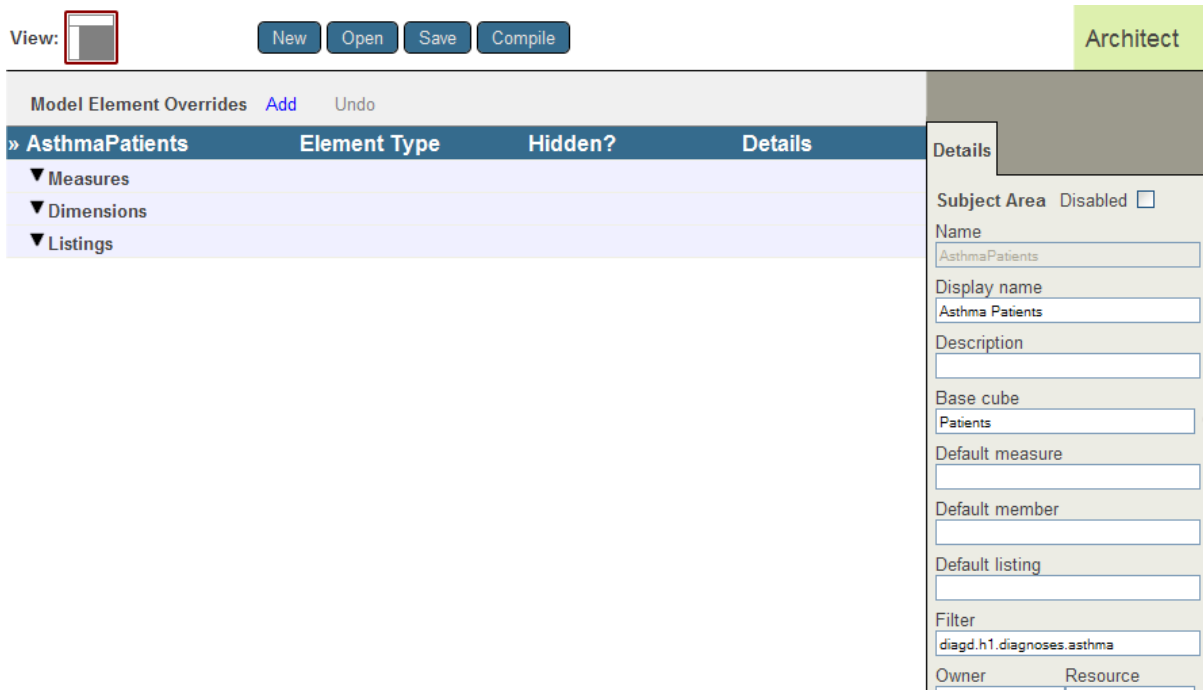 View: New Open Save Compile Architect
Model Element Overrides Add Undo
» AsthmaPatients Element Type Hidden? Details
Measures
Dimensions
Listings
Details
Subject Area Disabled
Name
AsthmaPatients
Display name
Asthma Patients
Description
Base cube
Patients
Default measure
Default member
Default listing
Filter
diagd.h1.diagnoses.asthma
Owner Resource